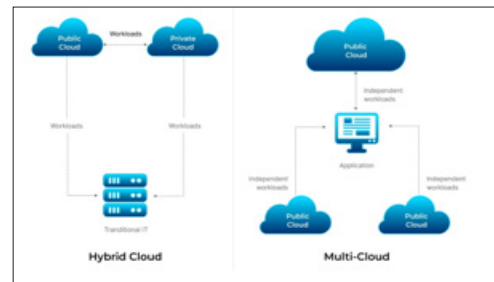 Public
Cloud
Workloads
Private
Cloud
Workloads
Workloads
Tranditional IT
Hybrid Cloud
Public
Cloud
Independent
workloads
Application
Independent
workloads
Independent
workloads
Public
Cloud
Public
Cloud
Multi-Cloud